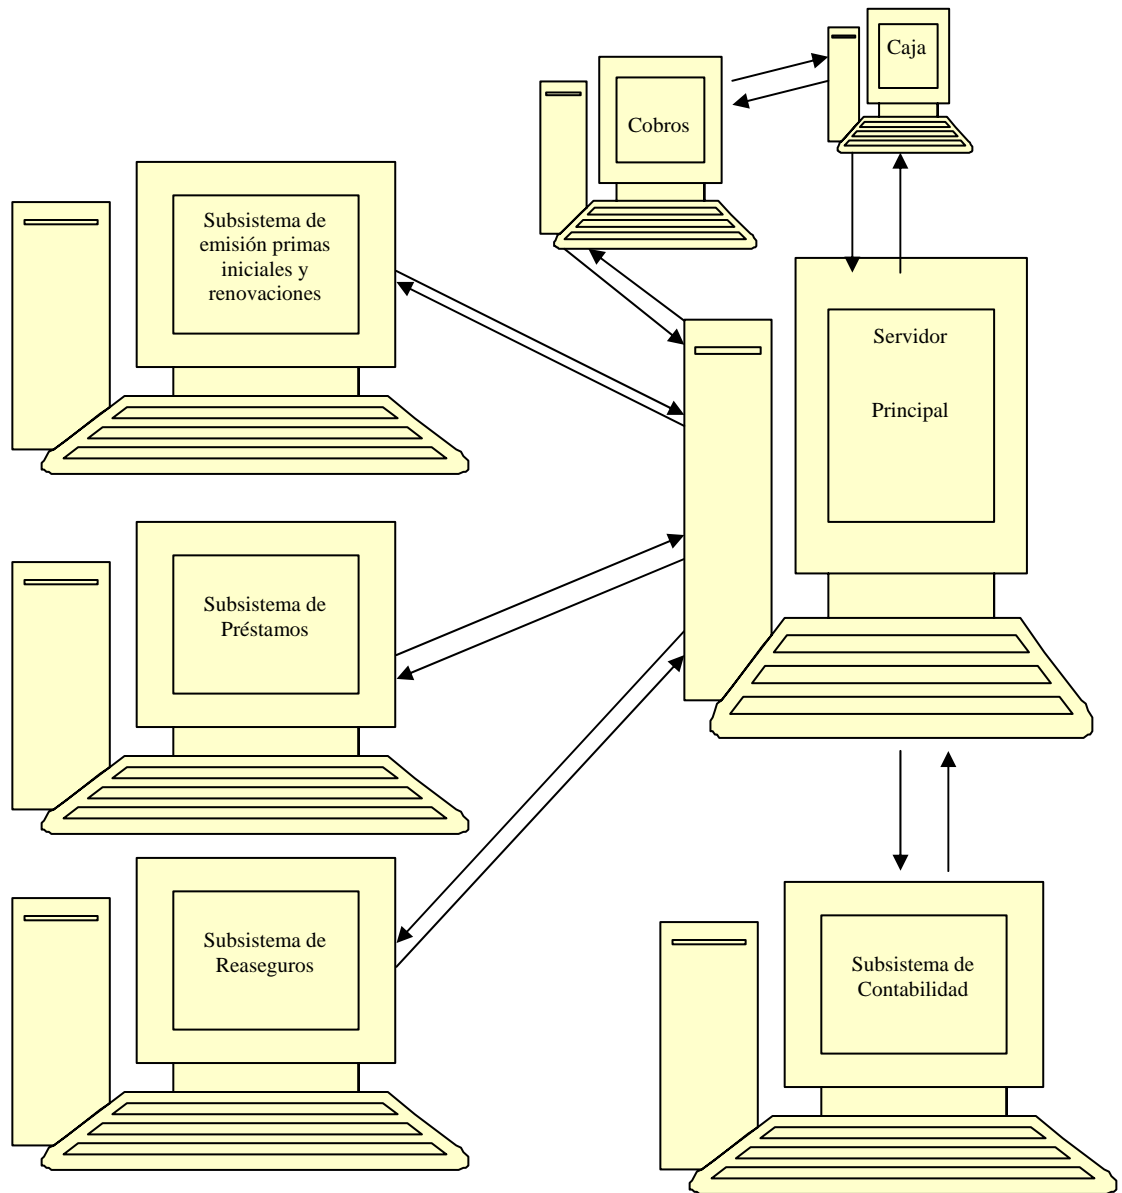 Caja
Cobros
Subsistema de
emisión primas
iniciales y
renovaciones
Servidor
Principal
Subsistema de
Préstamos
Subsistema de
Reaseguros
Subsistema de
Contabilidad